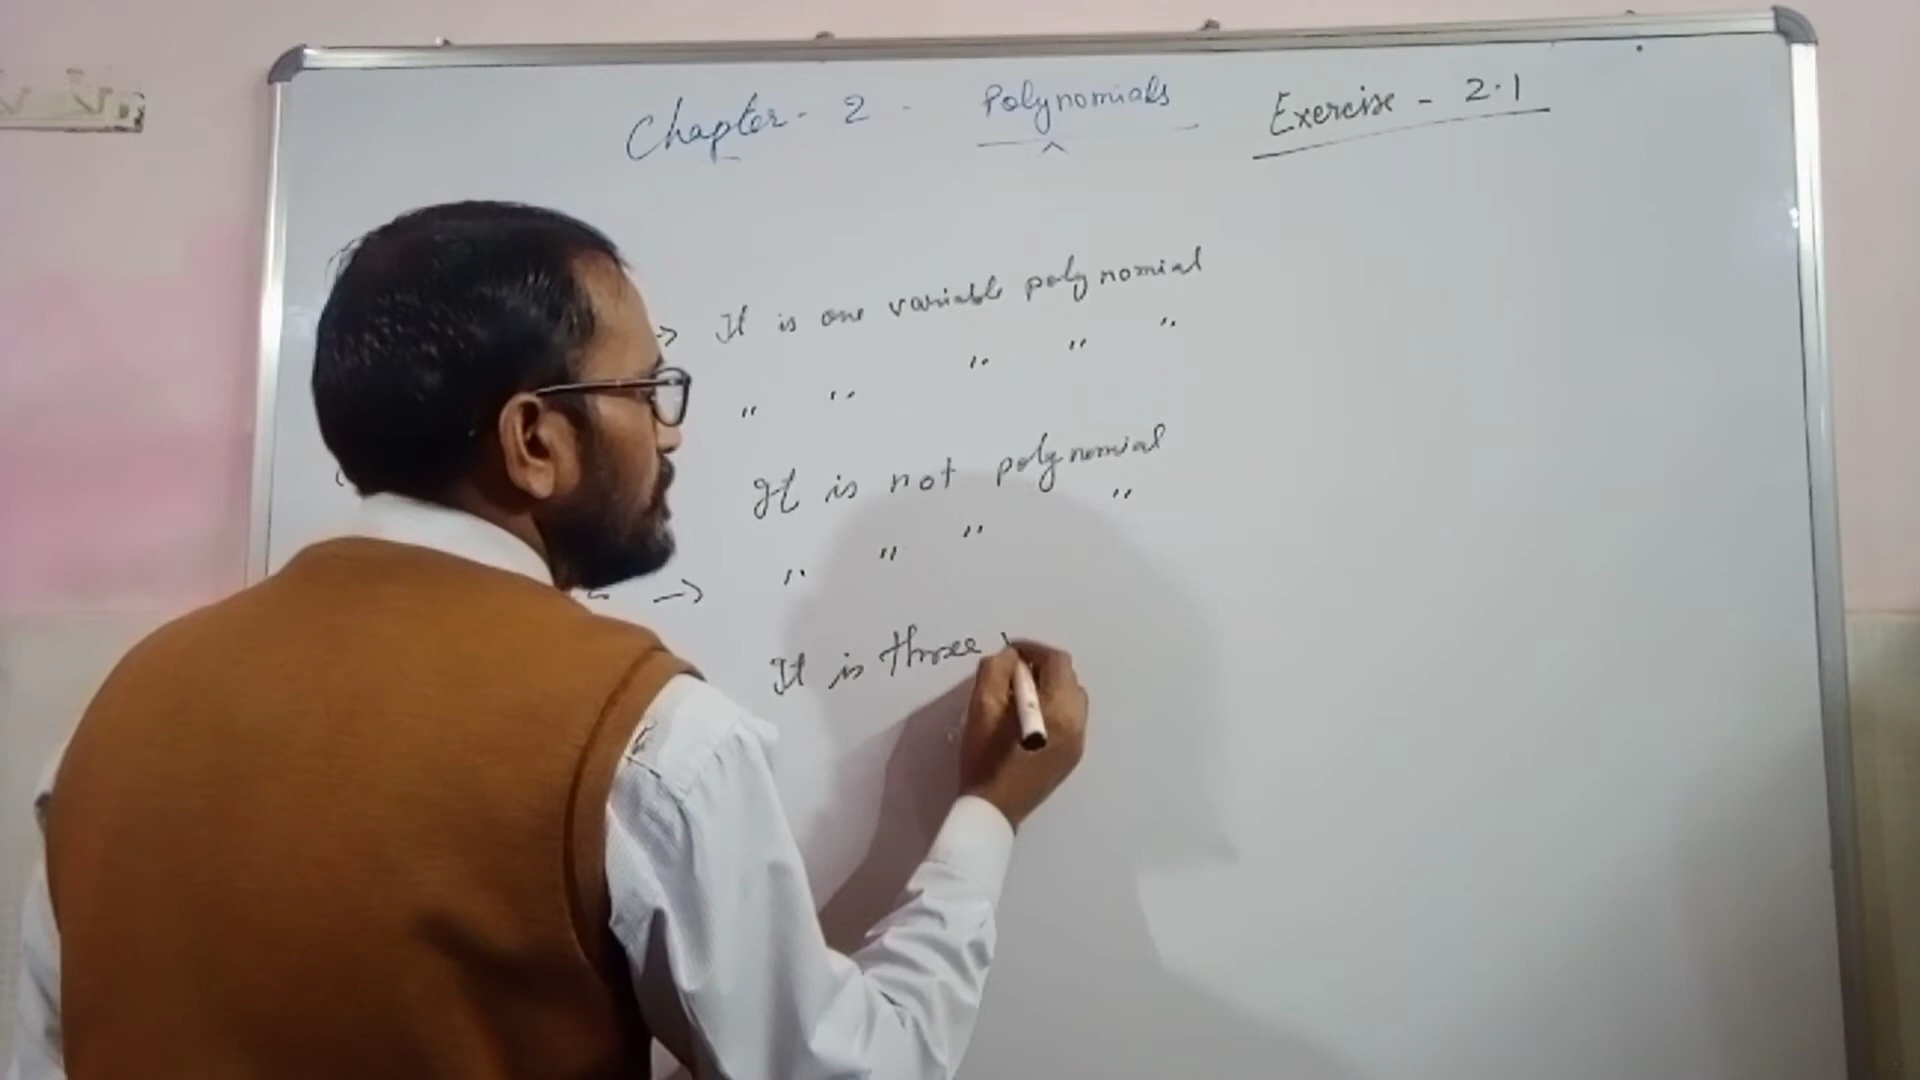 Chapter - 2 - Polynomials Exercise - 2.1
→ It is one variable polynomial
" " " " "
It is not polynomial
→ " " " "
It is three